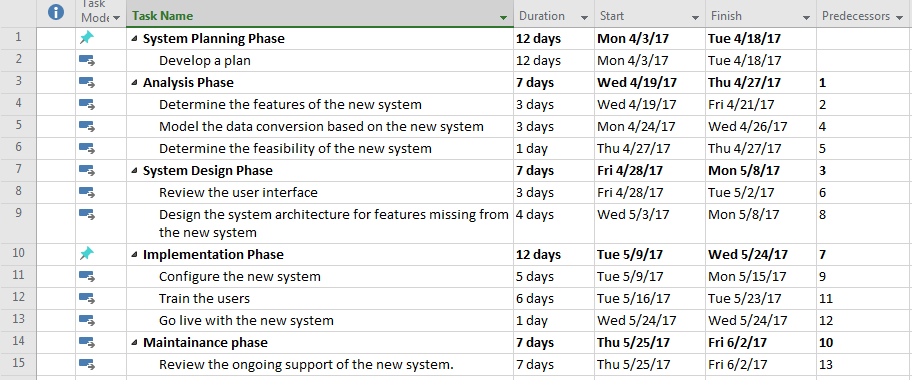 Task
Mode Task Name Duration Start Finish Predecessors
1 System Planning Phase 12 days Mon 4/3/17 Tue 4/18/17
2 Develop a plan 12 days Mon 4/3/17 Tue 4/18/17
3 Analysis Phase 7 days Wed 4/19/17 Thu 4/27/17 1
4 Determine the features of the new system 3 days Wed 4/19/17 Fri 4/21/17 2
5 Model the data conversion based on the new system 3 days Mon 4/24/17 Wed 4/26/17 4
6 Determine the feasibility of the new system 1 day Thu 4/27/17 Thu 4/27/17 5
7 System Design Phase 7 days Fri 4/28/17 Mon 5/8/17 3
8 Review the user interface 3 days Fri 4/28/17 Tue 5/2/17 6
9 Design the system architecture for features missing from 4 days Wed 5/3/17 Mon 5/8/17 8
the new system
10 Implementation Phase 12 days Tue 5/9/17 Wed 5/24/17 7
11 Configure the new system 5 days Tue 5/9/17 Mon 5/15/17 9
12 Train the users 6 days Tue 5/16/17 Tue 5/23/17 11
13 Go live with the new system 1 day Wed 5/24/17 Wed 5/24/17 12
14 Maintainance phase 7 days Thu 5/25/17 Fri 6/2/17 10
15 Review the ongoing support of the new system. 7 days Thu 5/25/17 Fri 6/2/17 13